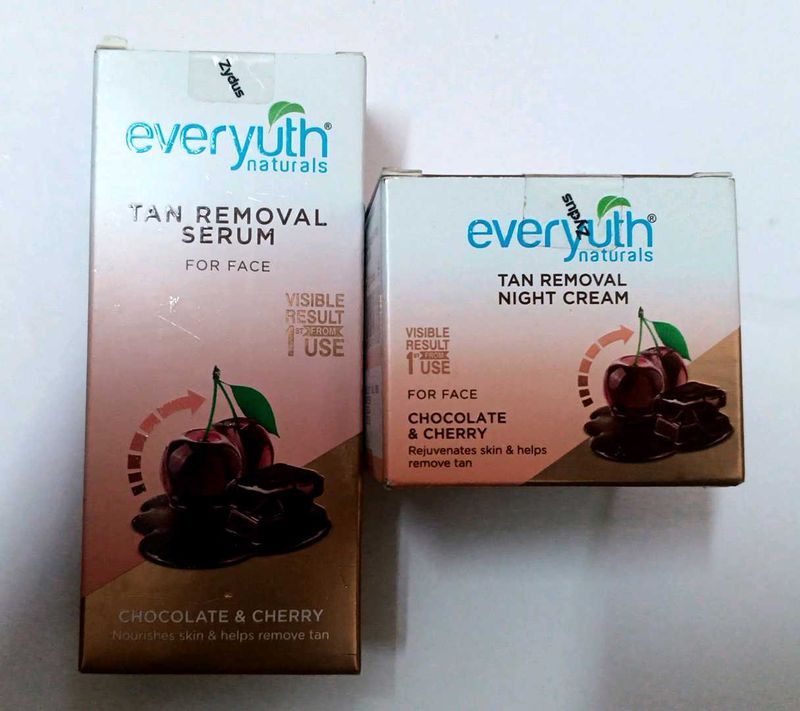 Zydus
everyuth®
naturals
TAN REMOVAL
SERUM
FOR FACE
VISIBLE
RESULT
1ST FROM
USE
CHOCOLATE & CHERRY
Nourishes skin & helps remove tan
Zydus
everyuth®
naturals
TAN REMOVAL
NIGHT CREAM
VISIBLE
RESULT
1ST FROM
USE
FOR FACE
CHOCOLATE
& CHERRY
Rejuvenates skin & helps
remove tan